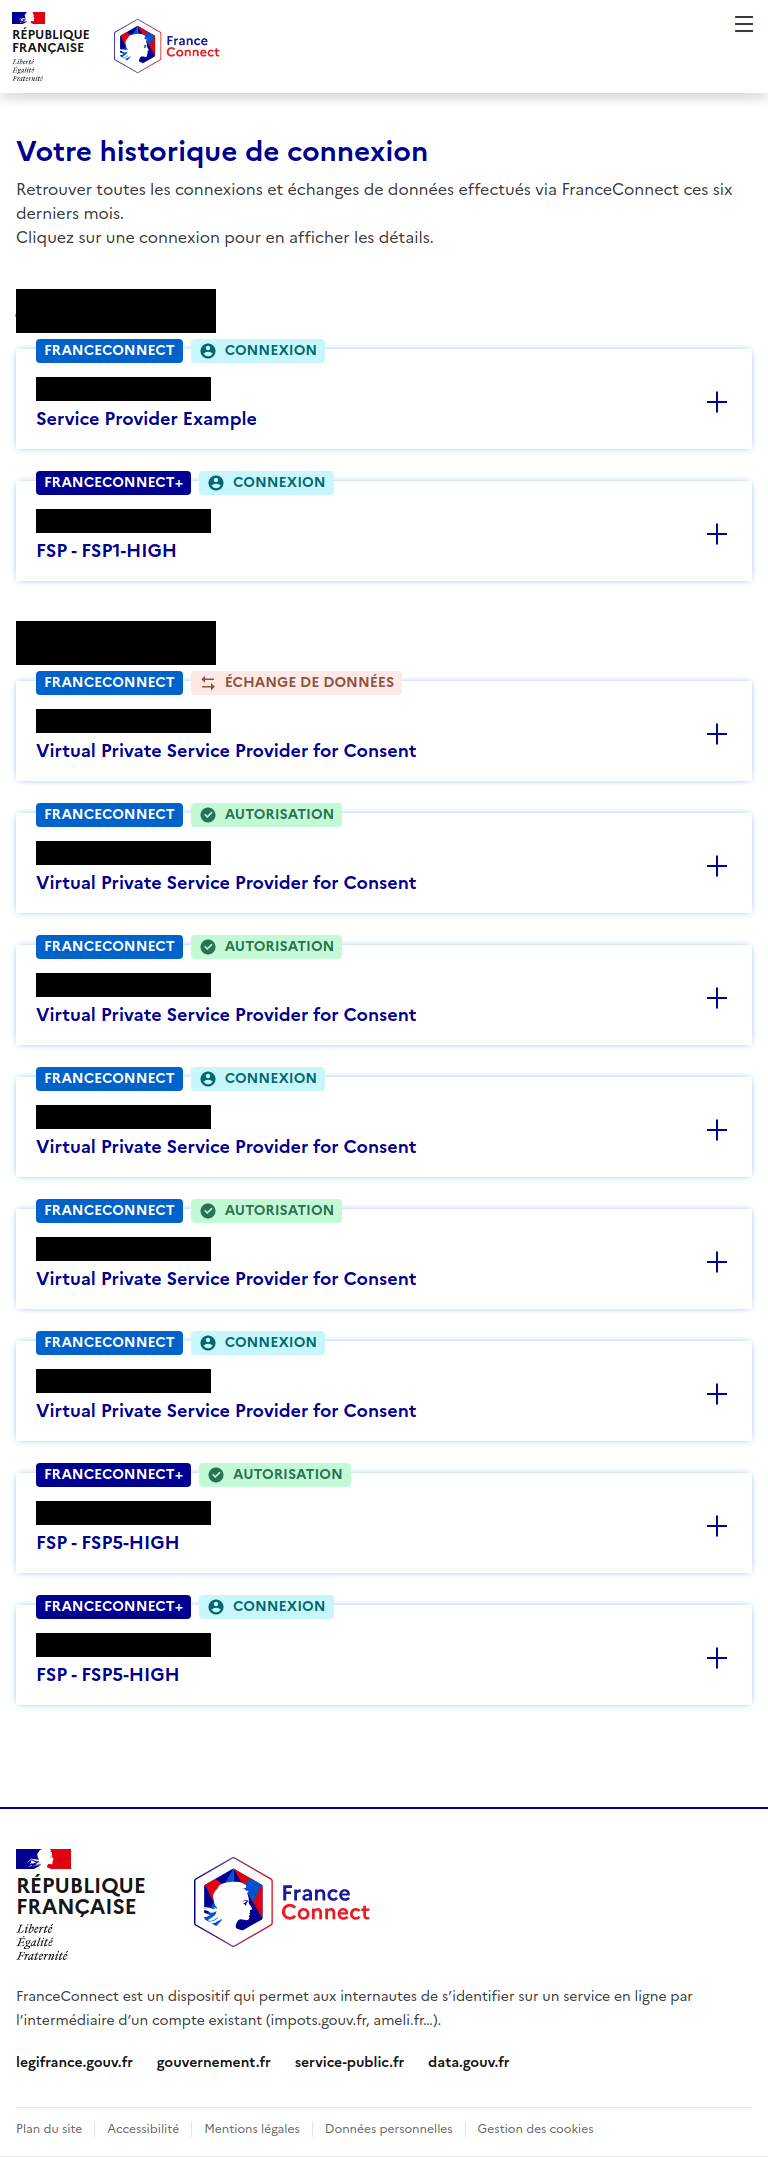 RÉPUBLIQUE
FRANÇAISE
Liberté
Égalité
Fraternité
France
Connect
Votre historique de connexion
Retrouver toutes les connexions et échanges de données effectués via FranceConnect ces six
derniers mois.
Cliquez sur une connexion pour en afficher les détails.
FRANCECONNECT CONNEXION
Service Provider Example
FRANCECONNECT+ CONNEXION
FSP - FSP1-HIGH
FRANCECONNECT ÉCHANGE DE DONNÉES
Virtual Private Service Provider for Consent
FRANCECONNECT AUTORISATION
Virtual Private Service Provider for Consent
FRANCECONNECT AUTORISATION
Virtual Private Service Provider for Consent
FRANCECONNECT CONNEXION
Virtual Private Service Provider for Consent
FRANCECONNECT AUTORISATION
Virtual Private Service Provider for Consent
FRANCECONNECT CONNEXION
Virtual Private Service Provider for Consent
FRANCECONNECT+ AUTORISATION
FSP - FSP5-HIGH
FRANCECONNECT+ CONNEXION
FSP - FSP5-HIGH
RÉPUBLIQUE
FRANÇAISE
Liberté
Égalité
Fraternité
France
Connect
FranceConnect est un dispositif qui permet aux internautes de s’identifier sur un service en ligne par
l’intermédiaire d’un compte existant (impots.gouv.fr, ameli.fr…).
legifrance.gouv.fr gouvernement.fr service-public.fr data.gouv.fr
Plan du site Accessibilité Mentions légales Données personnelles Gestion des cookies